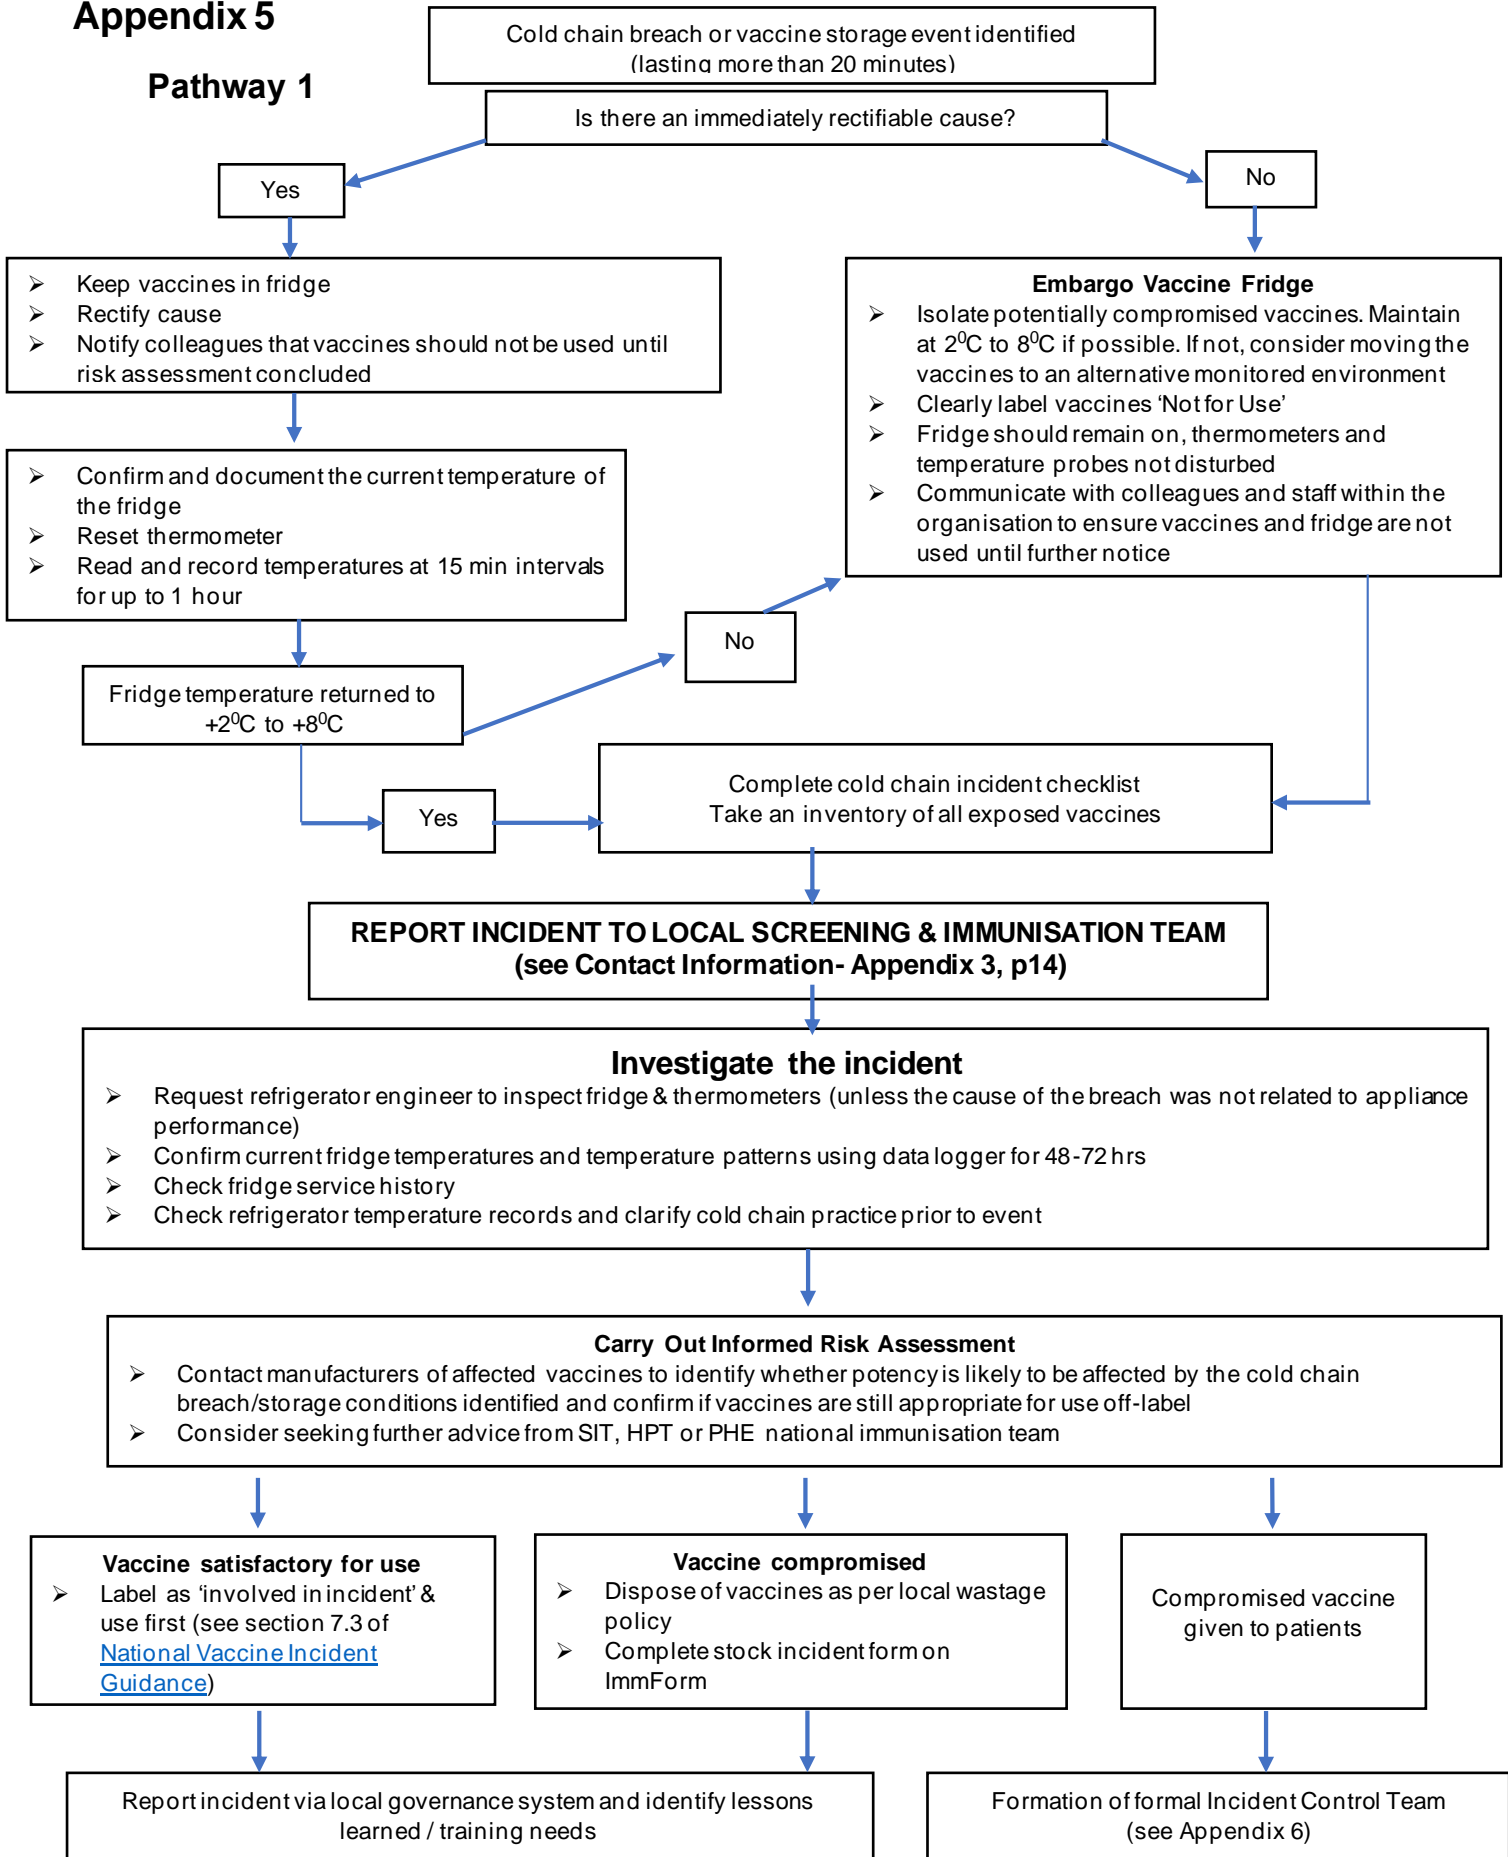 Appendix 5
Pathway 1
Cold chain breach or vaccine storage event identified
(lasting more than 20 minutes)
Is there an immediately rectifiable cause?
Yes
No
➢ Keep vaccines in fridge
➢ Rectify cause
➢ Notify colleagues that vaccines should not be used until
risk assessment concluded
Embargo Vaccine Fridge
➢ Isolate potentially compromised vaccines. Maintain
at 2⁰C to 8⁰C if possible. If not, consider moving the
vaccines to an alternative monitored environment
➢ Clearly label vaccines ‘Not for Use’
➢ Fridge should remain on, thermometers and
temperature probes not disturbed
➢ Communicate with colleagues and staff within the
organisation to ensure vaccines and fridge are not
used until further notice
➢ Confirm and document the current temperature of
the fridge
➢ Reset thermometer
➢ Read and record temperatures at 15 min intervals
for up to 1 hour
No
Fridge temperature returned to
+2⁰C to +8⁰C
Yes
Complete cold chain incident checklist
Take an inventory of all exposed vaccines
REPORT INCIDENT TO LOCAL SCREENING & IMMUNISATION TEAM
(see Contact Information- Appendix 3, p14)
Investigate the incident
➢ Request refrigerator engineer to inspect fridge & thermometers (unless the cause of the breach was not related to appliance
performance)
➢ Confirm current fridge temperatures and temperature patterns using data logger for 48-72 hrs
➢ Check fridge service history
➢ Check refrigerator temperature records and clarify cold chain practice prior to event
Carry Out Informed Risk Assessment
➢ Contact manufacturers of affected vaccines to identify whether potency is likely to be affected by the cold chain
breach/storage conditions identified and confirm if vaccines are still appropriate for use off-label
➢ Consider seeking further advice from SIT, HPT or PHE national immunisation team
Vaccine satisfactory for use
➢ Label as ‘involved in incident’ &
use first (see section 7.3 of
National Vaccine Incident
Guidance)
Vaccine compromised
➢ Dispose of vaccines as per local wastage
policy
➢ Complete stock incident form on
ImmForm
Compromised vaccine
given to patients
Report incident via local governance system and identify lessons
learned / training needs
Formation of formal Incident Control Team
(see Appendix 6)